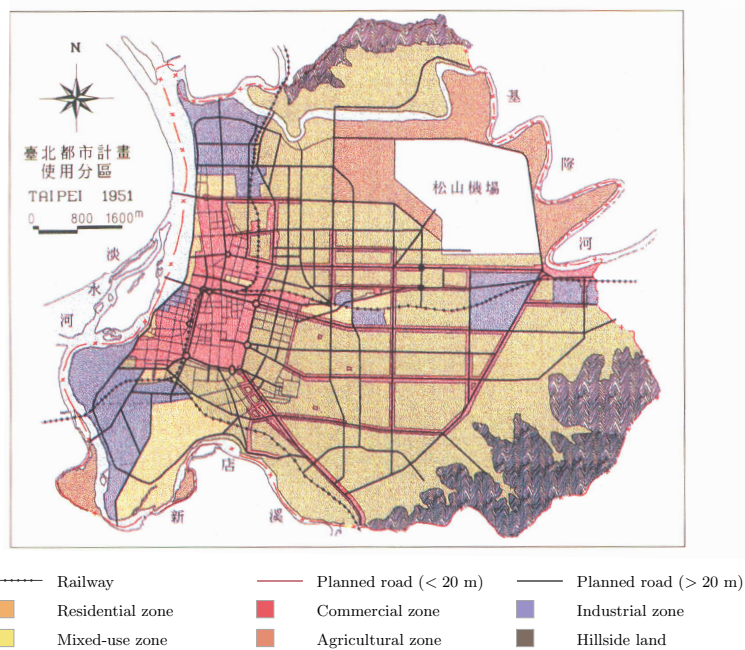 N
臺北都市計畫
使用分區
TAIPEI 1951
0 800 1600m
基
隆
河
松山機場
淡
水
河
店
新
溪
Railway
Planned road (< 20 m)
Planned road (> 20 m)
Residential zone
Commercial zone
Industrial zone
Mixed-use zone
Agricultural zone
Hillside land